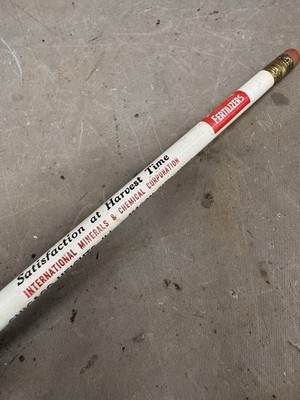 FERTILIZERS
Satisfaction at Harvest Time
INTERNATIONAL MINERALS & CHEMICAL CORPORATION